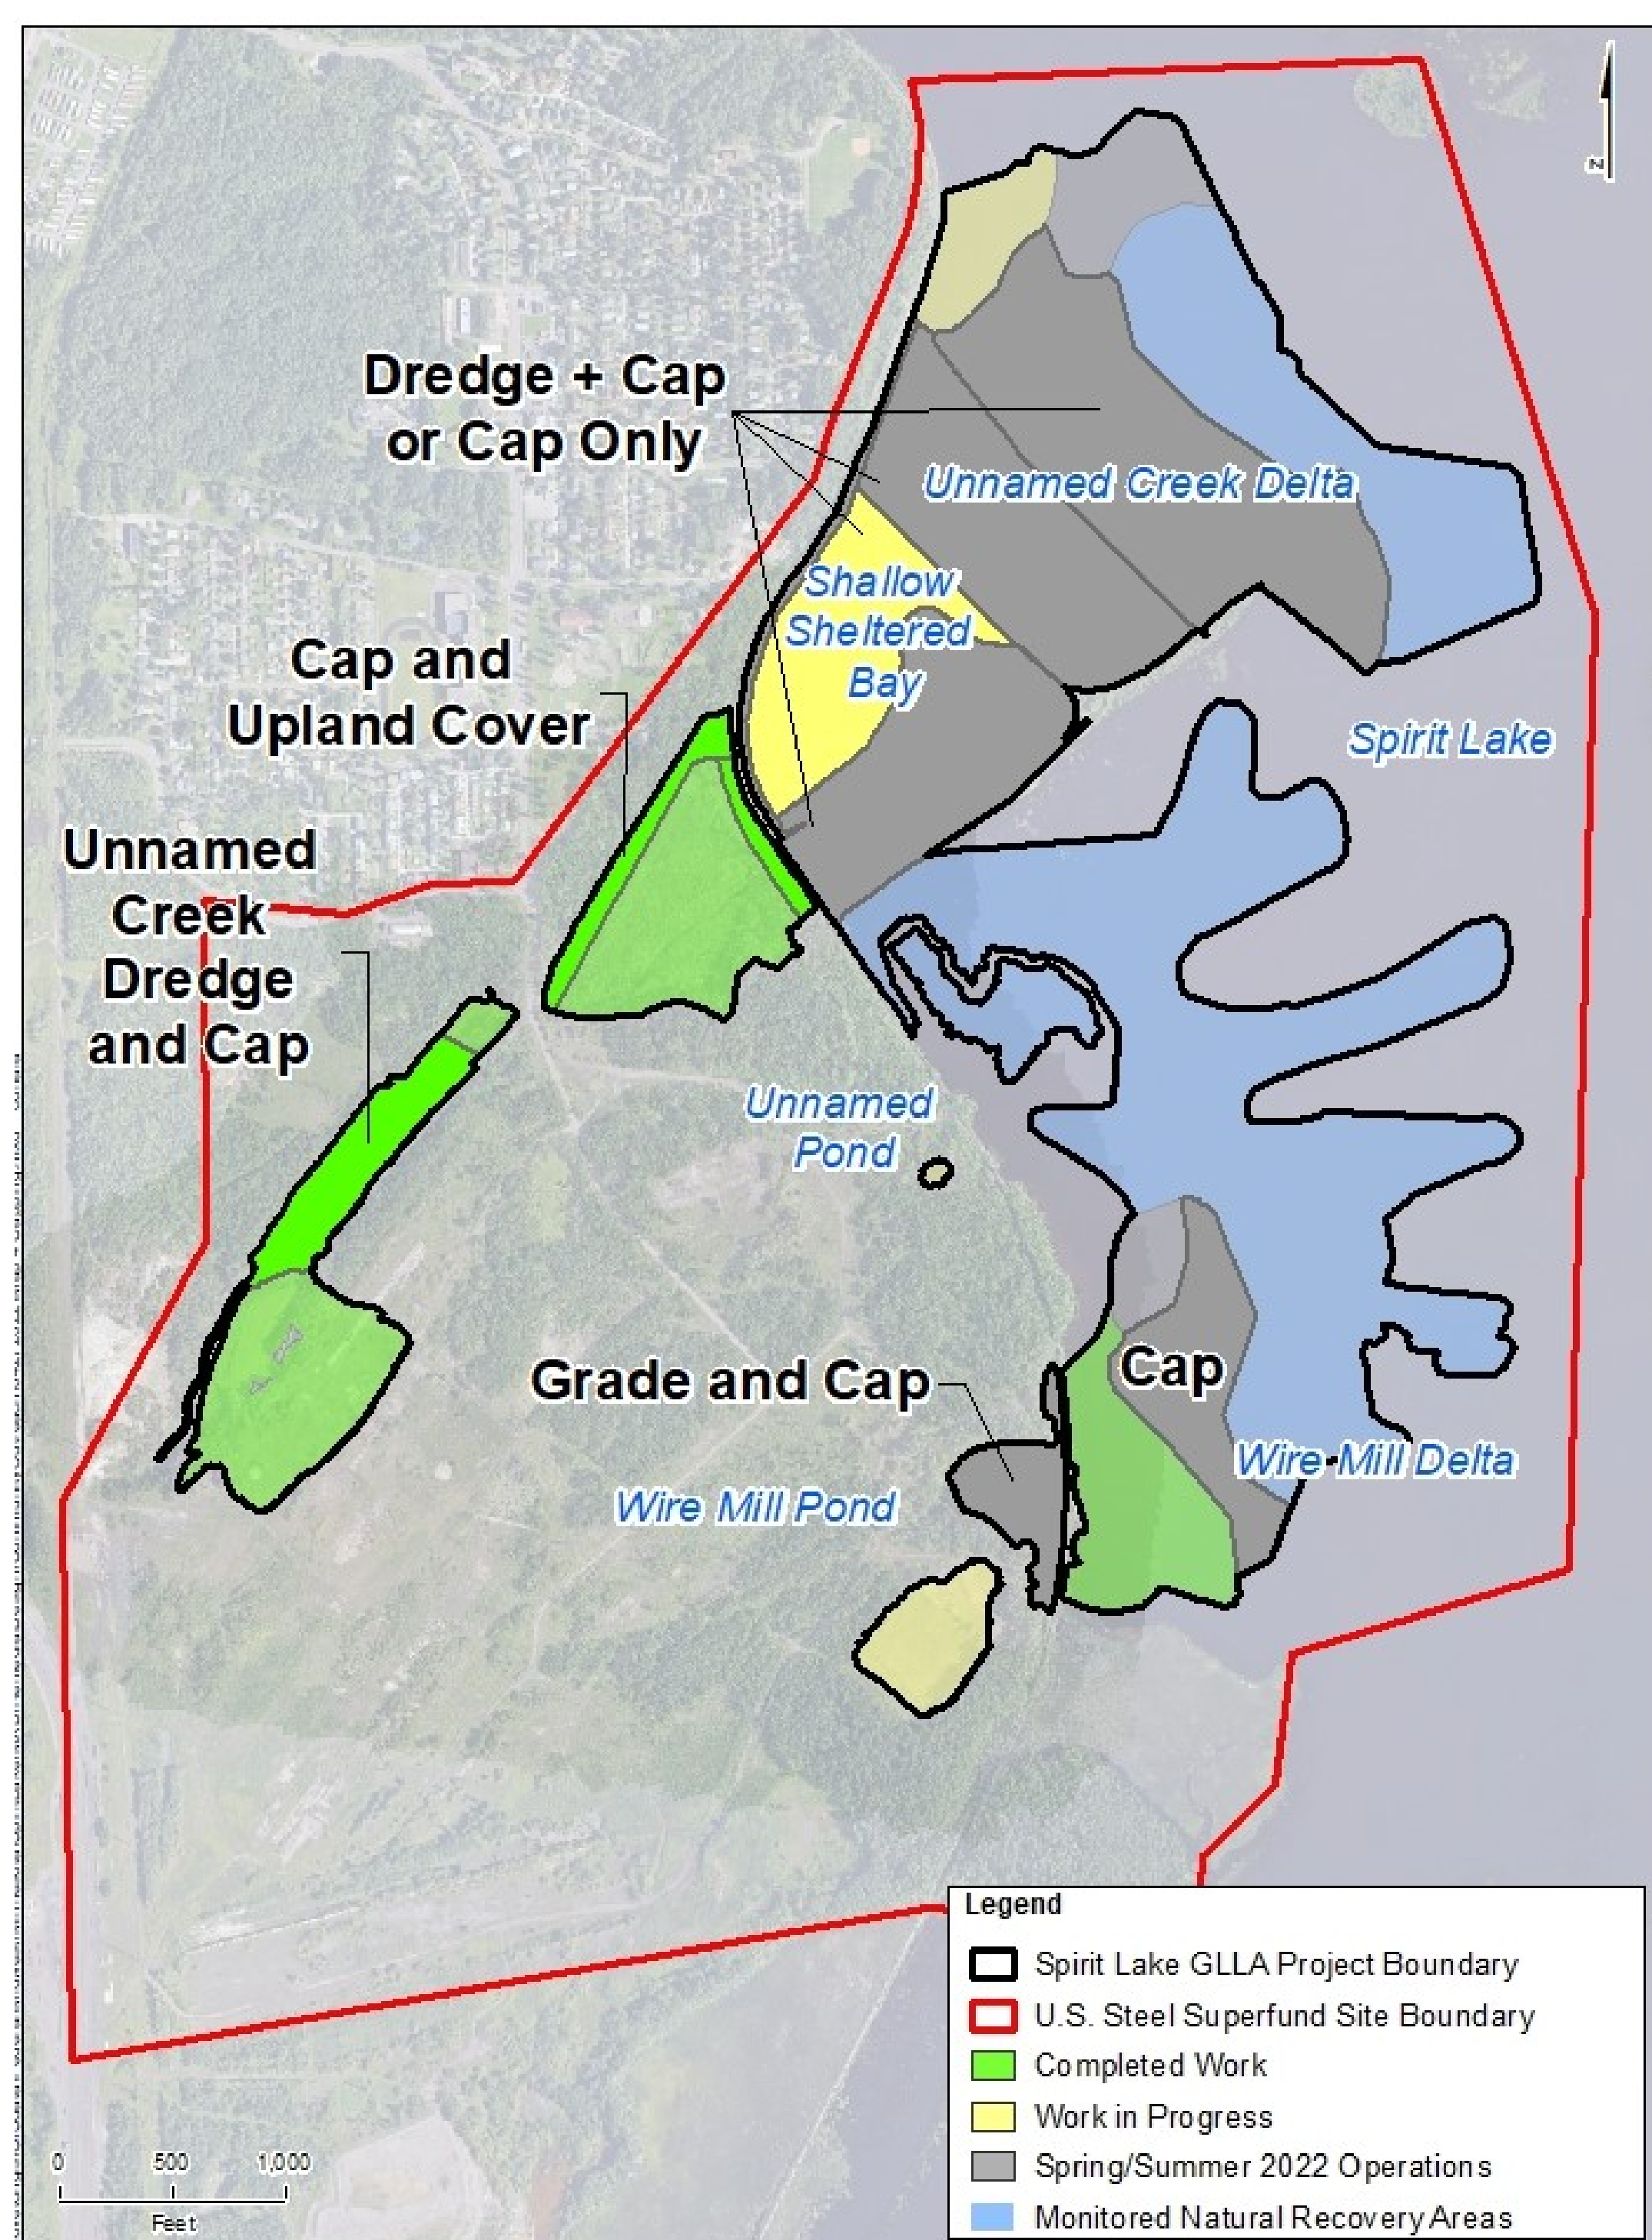 N
Dredge + Cap
or Cap Only
Unnamed Creek Delta
Shallow
Sheltered
Bay
Cap and
Upland Cover
Spirit Lake
Unnamed
Creek
Dredge
and Cap
Unnamed
Pond
Grade and Cap
Cap
Wire Mill Delta
Wire Mill Pond
Legend
Spirit Lake GLLA Project Boundary
U.S. Steel Superfund Site Boundary
Completed Work
Work in Progress
Spring/Summer 2022 Operations
Monitored Natural Recovery Areas
0 500 1,000
Feet